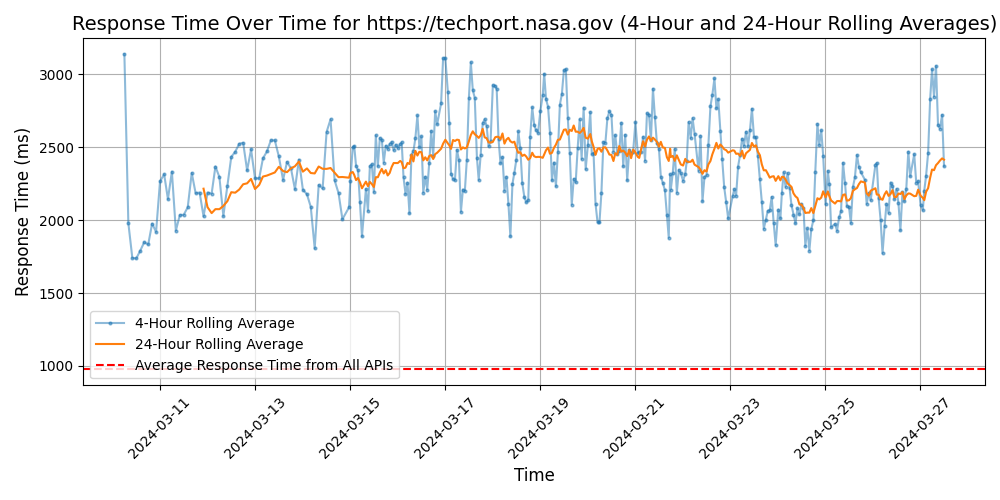 Response Time Over Time for https://techport.nasa.gov (4-Hour and 24-Hour Rolling Averages)
Response Time (ms)
3000
2500
2000
1500
1000
4-Hour Rolling Average
24-Hour Rolling Average
Average Response Time from All APIs
2024-03-11
2024-03-13
2024-03-15
2024-03-17
2024-03-19
2024-03-21
2024-03-23
2024-03-25
2024-03-27
Time